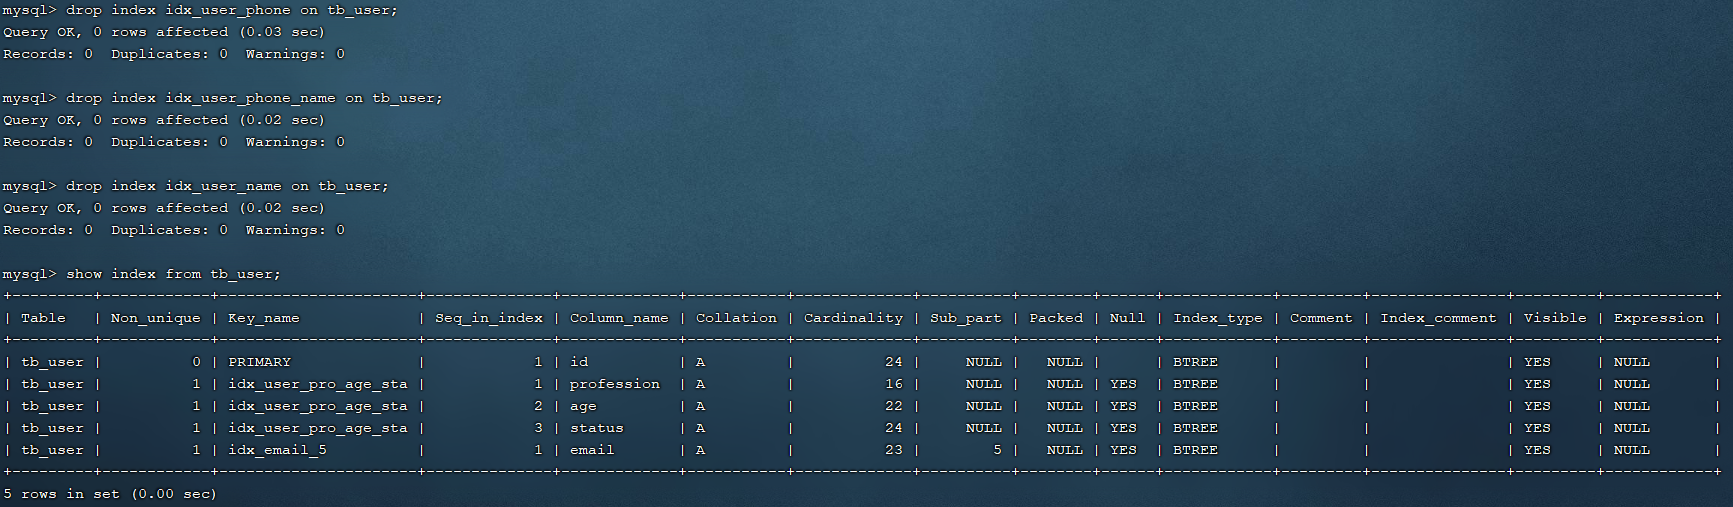 mysql> drop index idx_user_phone on tb_user;
Query OK, 0 rows affected (0.03 sec)
Records: 0  Duplicates: 0  Warnings: 0

mysql> drop index idx_user_phone_name on tb_user;
Query OK, 0 rows affected (0.02 sec)
Records: 0  Duplicates: 0  Warnings: 0

mysql> drop index idx_user_name on tb_user;
Query OK, 0 rows affected (0.02 sec)
Records: 0  Duplicates: 0  Warnings: 0

mysql> show index from tb_user;
+---------+------------+----------------------+--------------+-------------+-----------+-------------+----------+--------+------+------------+---------+---------------+---------+------------+
| Table   | Non_unique | Key_name             | Seq_in_index | Column_name | Collation | Cardinality | Sub_part | Packed | Null | Index_type | Comment | Index_comment | Visible | Expression |
+---------+------------+----------------------+--------------+-------------+-----------+-------------+----------+--------+------+------------+---------+---------------+---------+------------+
| tb_user |          0 | PRIMARY              |            1 | id          | A         |          24 |     NULL |   NULL |      | BTREE      |         |               | YES     | NULL       |
| tb_user |          1 | idx_user_pro_age_sta |            1 | profession  | A         |          16 |     NULL |   NULL | YES  | BTREE      |         |               | YES     | NULL       |
| tb_user |          1 | idx_user_pro_age_sta |            2 | age         | A         |          22 |     NULL |   NULL | YES  | BTREE      |         |               | YES     | NULL       |
| tb_user |          1 | idx_user_pro_age_sta |            3 | status      | A         |          24 |     NULL |   NULL | YES  | BTREE      |         |               | YES     | NULL       |
| tb_user |          1 | idx_email_5          |            1 | email       | A         |          23 |        5 |   NULL | YES  | BTREE      |         |               | YES     | NULL       |
+---------+------------+----------------------+--------------+-------------+-----------+-------------+----------+--------+------+------------+---------+---------------+---------+------------+
5 rows in set (0.00 sec)